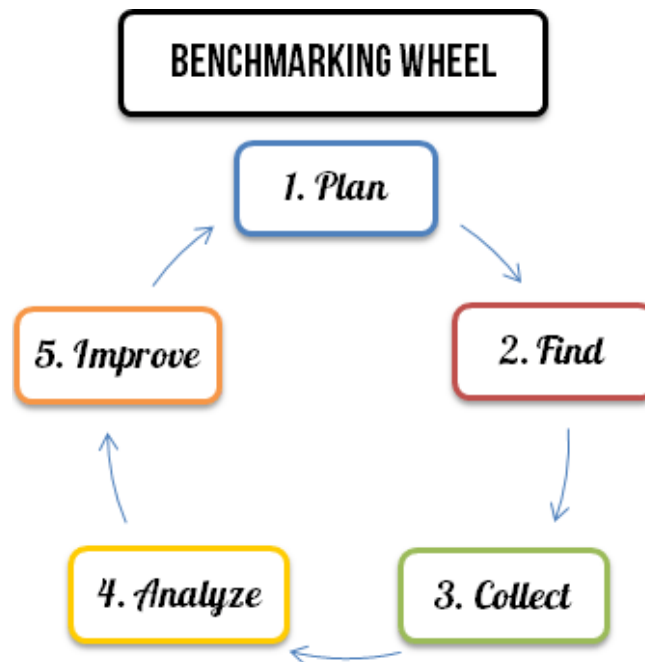 BENCHMARKING WHEEL
1. Plan
2. Find
3. Collect
4. Analyze
5. Improve